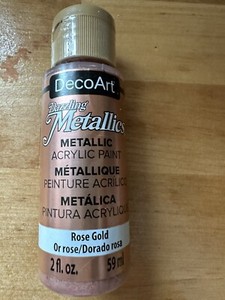 DecoArt
Dazzling
Metallics
METALLIC
ACRYLIC PAINT
MÉTALLIQUE
PEINTURE ACRILIC
METÁLICA
PINTURA ACRYLIQUE
Rose Gold
Or rose/Dorado rosa
2 fl. oz. 59 ml